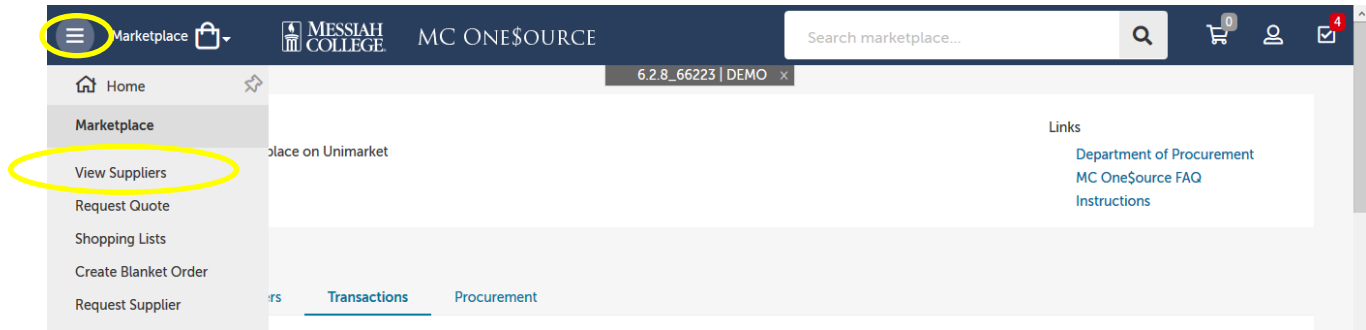 Marketplace
MESSIAH
COLLEGE.
MC ONE$OURCE
Search marketplace...
0
4
Home
6.2.8_66223 | DEMO ×
Marketplace
Links
place on Unimarket
Department of Procurement
View Suppliers
MC One$ource FAQ
Request Quote
Instructions
Shopping Lists
Create Blanket Order
Request Supplier
rs
Transactions
Procurement